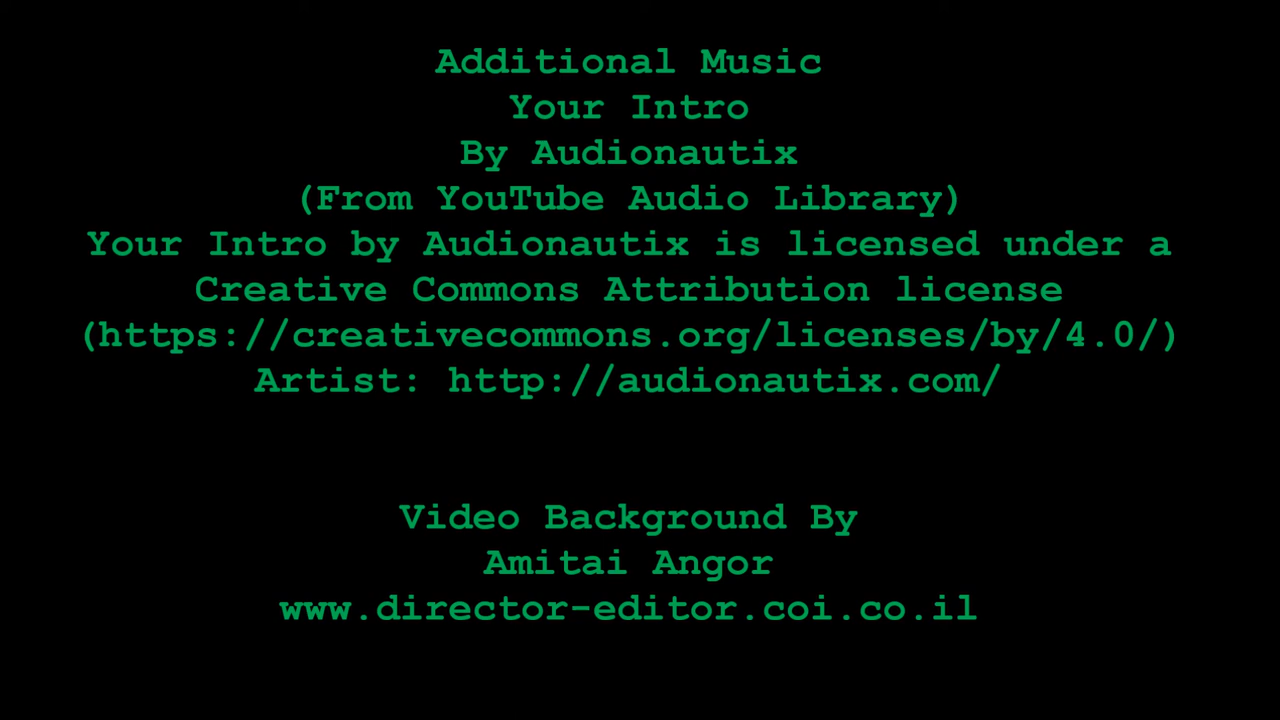 Additional Music
Your Intro
By Audionautix
(From YouTube Audio Library)
Your Intro by Audionautix is licensed under a
Creative Commons Attribution license
(https://creativecommons.org/licenses/by/4.0/)
Artist: http://audionautix.com/
Video Background By
Amitai Angor
www.director-editor.coi.co.il